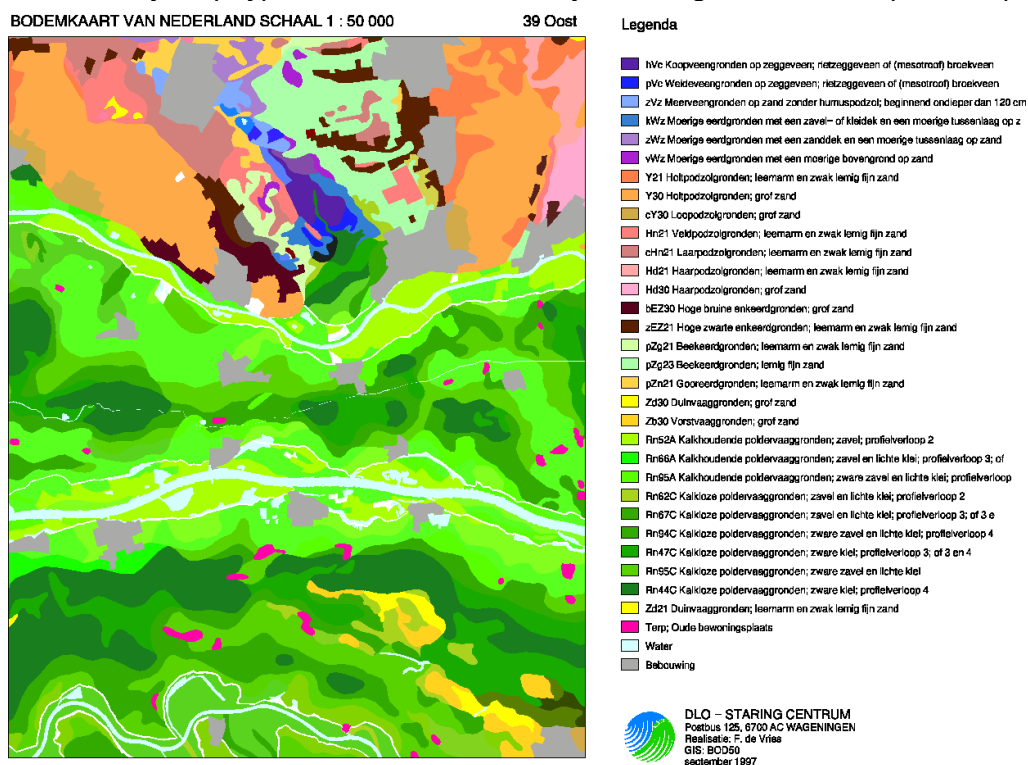 BODEMKAART VAN NEDERLAND SCHAAL 1 : 50 000
39 Oost
Legenda
hVc Koopveengronden op zeggeveen; rietzeggeveen of (mesotroof) broekveen
pVc Weideveengronden op zeggeveen; rietzeggeveen of (mesotroof) broekveen
zVz Meerveengronden op zand zonder humuspodzol; beginnend ondieper dan 120 cm
kWz Moerige eerdgronden met een zavel- of kleidek en een moerige tussenlaag op z
zWz Moerige eerdgronden met een zanddek en een moerige tussenlaag op zand
vWz Moerige eerdgronden met een moerige bovengrond op zand
Y21 Holtpodzolgronden; leemarm en zwak lemig fijn zand
Y30 Holtpodzolgronden; grof zand
cY30 Loopodzolgronden; grof zand
Hn21 Veldpodzolgronden; leemarm en zwak lemig fijn zand
cHn21 Laarpodzolgronden; leemarm en zwak lemig fijn zand
Hd21 Haarpodzolgronden; leemarm en zwak lemig fijn zand
Hd30 Haarpodzolgronden; grof zand
bEZ30 Hoge bruine enkeerdgronden; grof zand
zEZ21 Hoge zwarte enkeerdgronden; leemarm en zwak lemig fijn zand
pZg21 Beekeerdgronden; leemarm en zwak lemig fijn zand
pZg23 Beekeerdgronden; lemig fijn zand
pZn21 Gooreerdgronden; leemarm en zwak lemig fijn zand
Zd30 Duinvaaggronden; grof zand
Zb30 Vorstvaaggronden; grof zand
Rn52A Kalkhoudende poldervaaggronden; zavel; profielverloop 2
Rn66A Kalkhoudende poldervaaggronden; zavel en lichte klei; profielverloop 3; of
Rn95A Kalkhoudende poldervaaggronden; zware zavel en lichte klei; profielverloop
Rn62C Kalkloze poldervaaggronden; zavel en lichte klei; profielverloop 2
Rn67C Kalkloze poldervaaggronden; zavel en lichte klei; profielverloop 3; of 3 e
Rn94C Kalkloze poldervaaggronden; zware zavel en lichte klei; profielverloop 4
Rn47C Kalkloze poldervaaggronden; zware klei; profielverloop 3; of 3 en 4
Rn95C Kalkloze poldervaaggronden; zware zavel en lichte klei
Rn44C Kalkloze poldervaaggronden; zware klei; profielverloop 4
Zd21 Duinvaaggronden; leemarm en zwak lemig fijn zand
Terp; Oude bewoningsplaats
Water
Bebouwing
DLO - STARING CENTRUM
Postbus 125, 6700 AC WAGENINGEN
Realisatie: F. de Vries
GIS: BOD50
september 1997